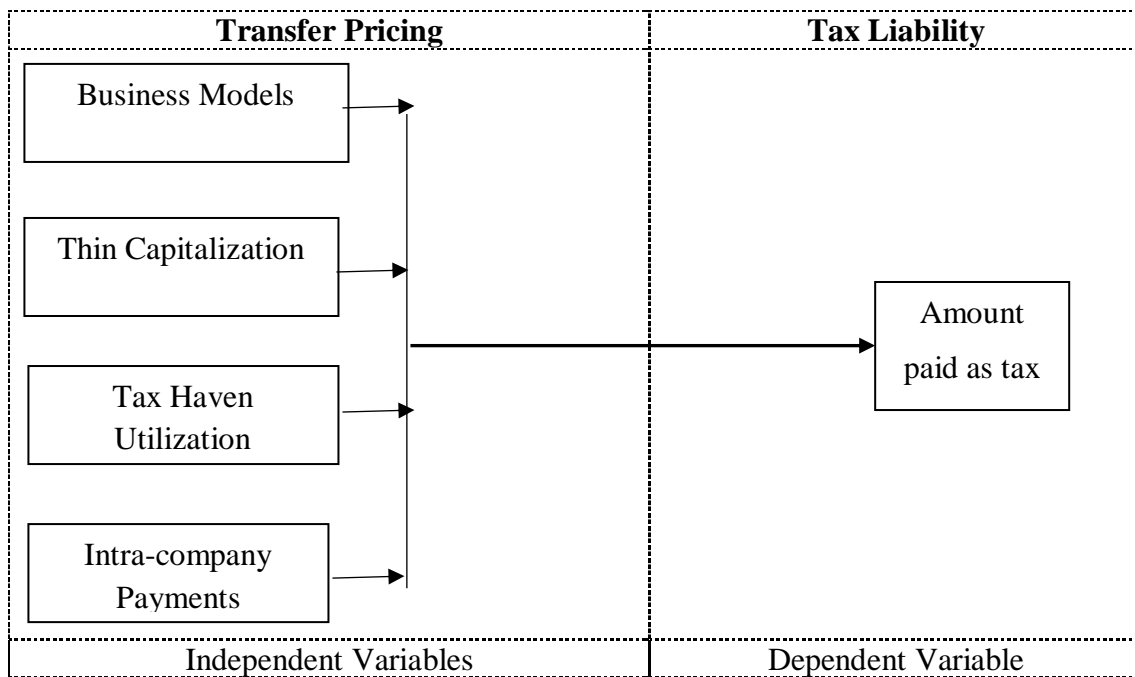 Transfer Pricing
Tax Liability
Business Models
Thin Capitalization
Tax Haven
Utilization
Intra-company
Payments
Amount
paid as tax
Independent Variables
Dependent Variable